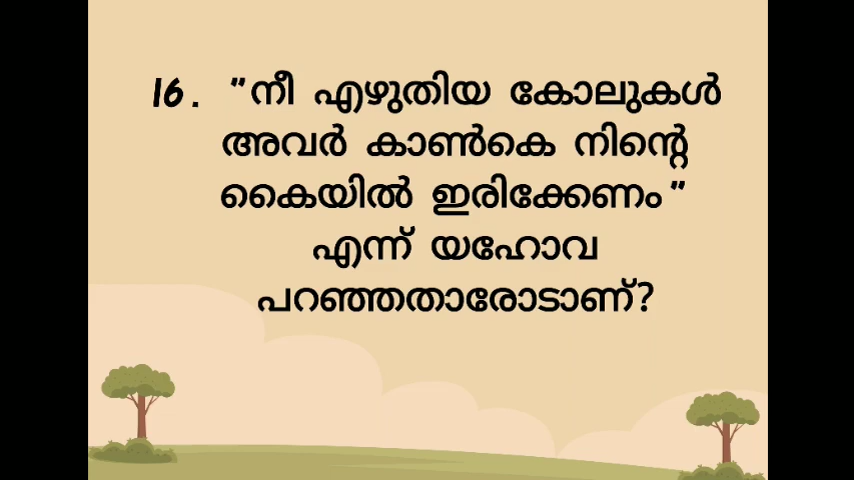 16. "നീ എഴുതിയ കോലുകൾ
അവർ കാൺകെ നിന്റെ
കൈയിൽ ഇരിക്കേണം"
എന്ന് യഹോവ
പറഞ്ഞതാരോടാണ്?